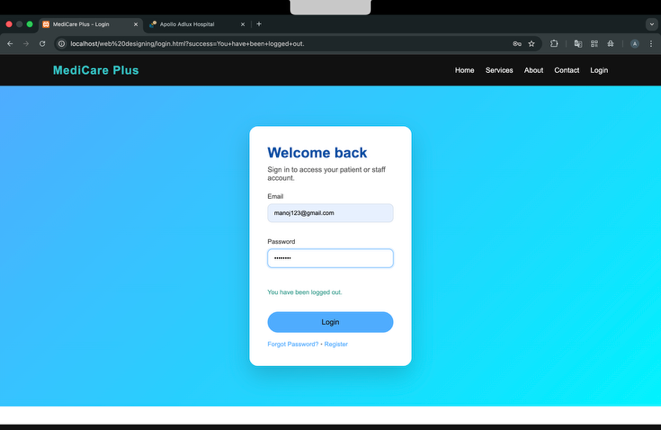 MediCare Plus - Login
Apollo Adlux Hospital
localhost/web%20designing/login.html?success=You+have+been+logged+out.
A
MediCare Plus
Home Services About Contact Login
Welcome back
Sign in to access your patient or staff
account.
Email
manoj123@gmail.com
Password
••••••••
You have been logged out.
Login
Forgot Password? • Register